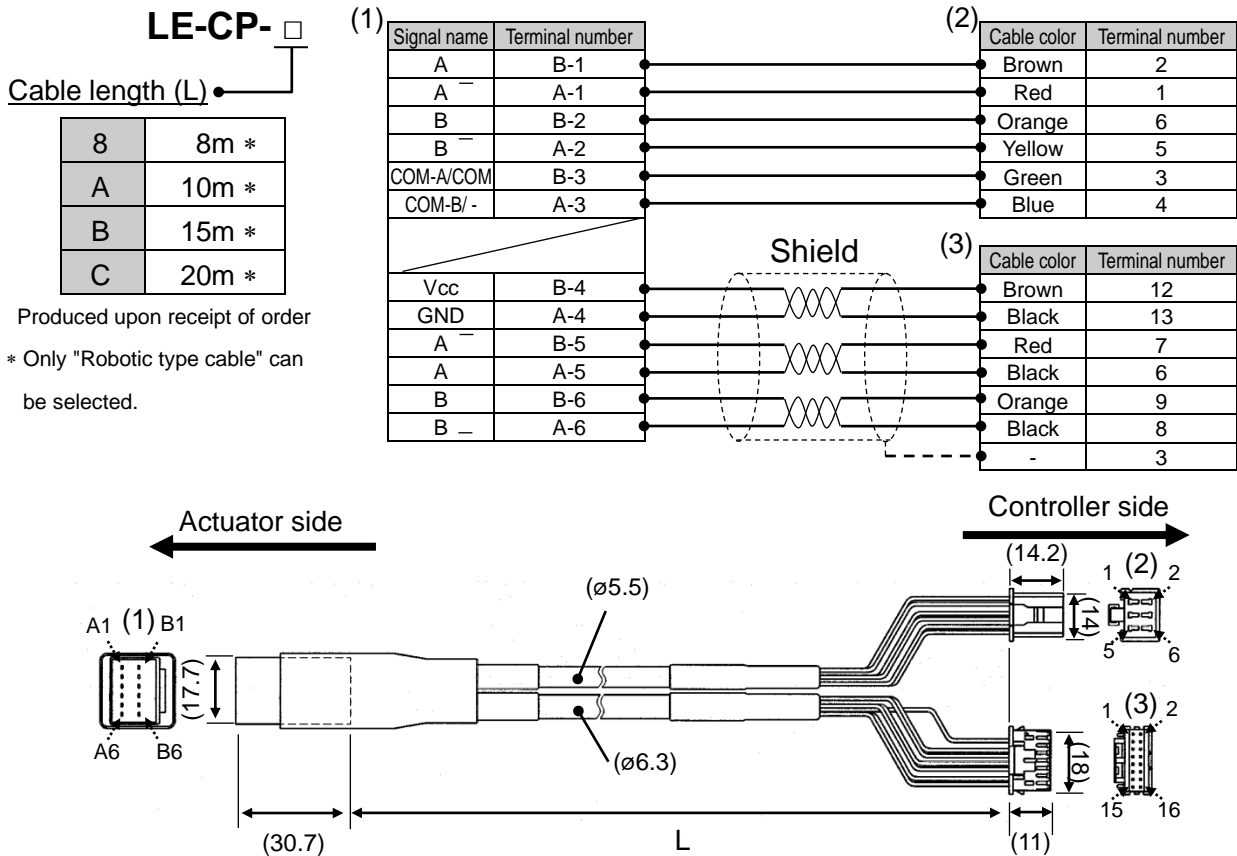 LE-CP- □
Cable length (L)
8 8m *
A 10m *
B 15m *
C 20m *
Produced upon receipt of order
* Only "Robotic type cable" can
be selected.
(1)
Signal name Terminal number
A B-1
A̅ A-1
B B-2
B̅ A-2
COM-A/COM B-3
COM-B/ - A-3
Vcc B-4
GND A-4
A̅ B-5
A A-5
B B-6
B _ A-6
Shield
(2)
Cable color Terminal number
Brown 2
Red 1
Orange 6
Yellow 5
Green 3
Blue 4
(3)
Cable color Terminal number
Brown 12
Black 13
Red 7
Black 6
Orange 9
Black 8
- 3
Actuator side
Controller side
A1 (1) B1
A6 B6
(17.7)
(30.7)
(ø5.5)
(ø6.3)
L
(14.2)
(14)
1 (2) 2
5 6
(18)
(11)
1 (3) 2
15 16